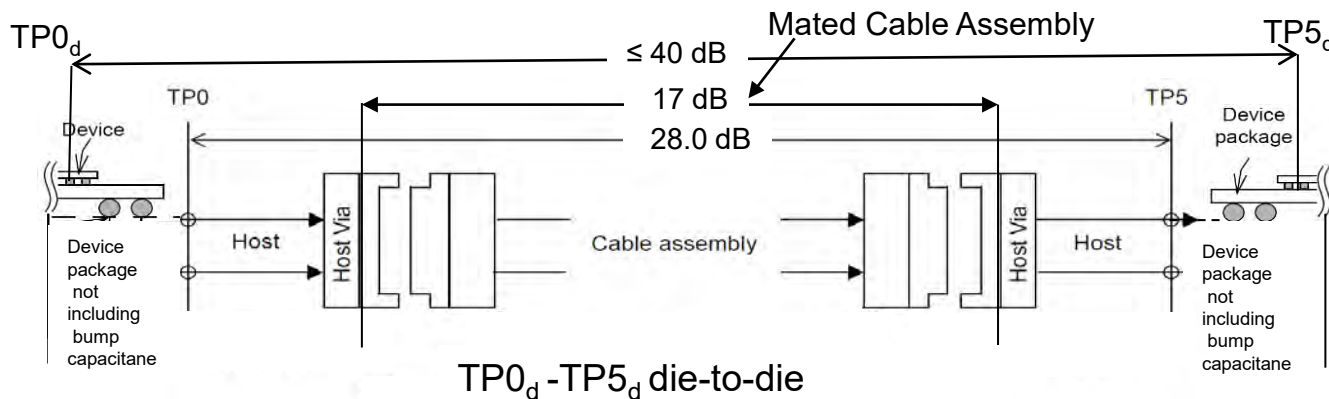 Mated Cable Assembly
TP0d
TP5d
≤ 40 dB
17 dB
28.0 dB
TP0
TP5
Device
Device
package
Host
Host Via
Cable assembly
Host Via
Host
Device
package
not
including
bump
capacitane
Device
package
not
including
bump
capacitane
TP0d -TP5d die-to-die